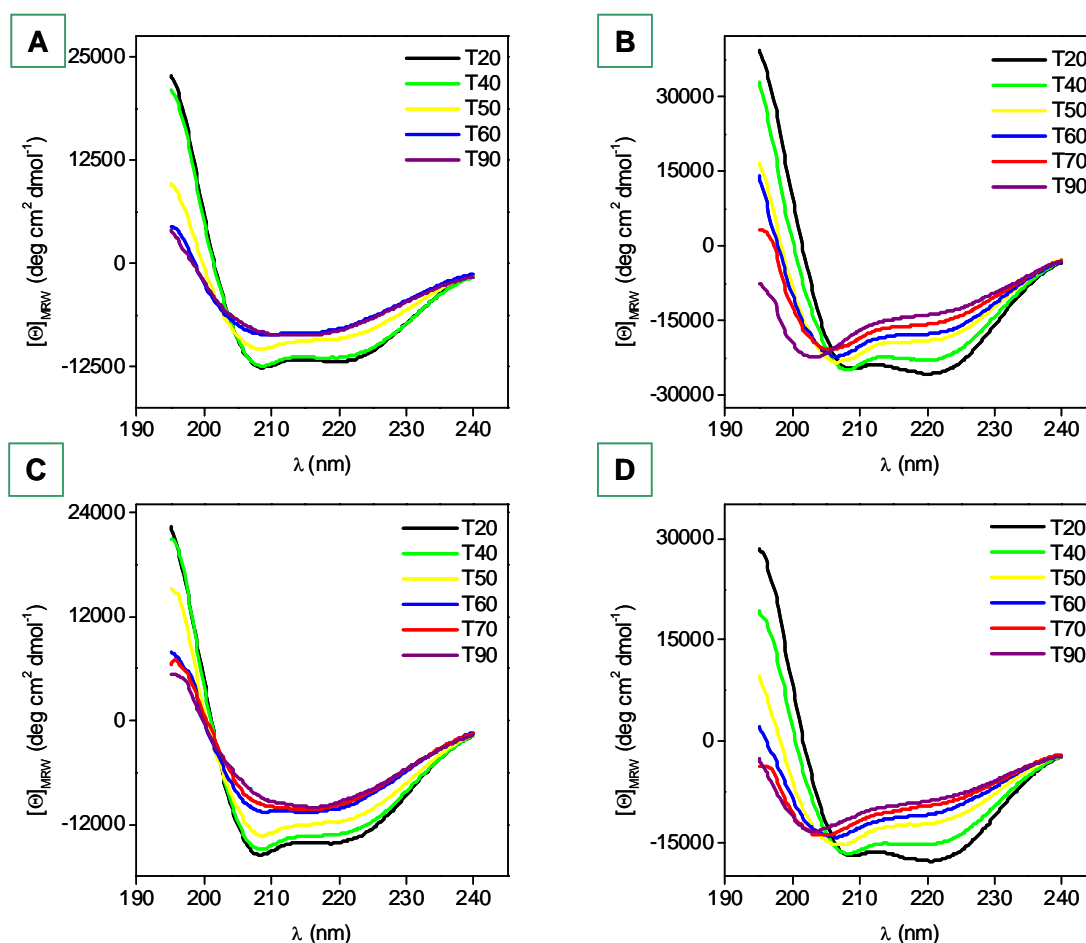 A
[Θ]MRW (deg cm² dmol⁻¹)
25000
12500
0
-12500
190 200 210 220 230 240
λ (nm)
T20
T40
T50
T60
T90
B
[Θ]MRW (deg cm² dmol⁻¹)
30000
15000
0
-15000
-30000
190 200 210 220 230 240
λ (nm)
T20
T40
T50
T60
T70
T90
C
[Θ]MRW (deg cm² dmol⁻¹)
24000
12000
0
-12000
190 200 210 220 230 240
λ (nm)
T20
T40
T50
T60
T70
T90
D
[Θ]MRW (deg cm² dmol⁻¹)
30000
15000
0
-15000
190 200 210 220 230 240
λ (nm)
T20
T40
T50
T60
T70
T90